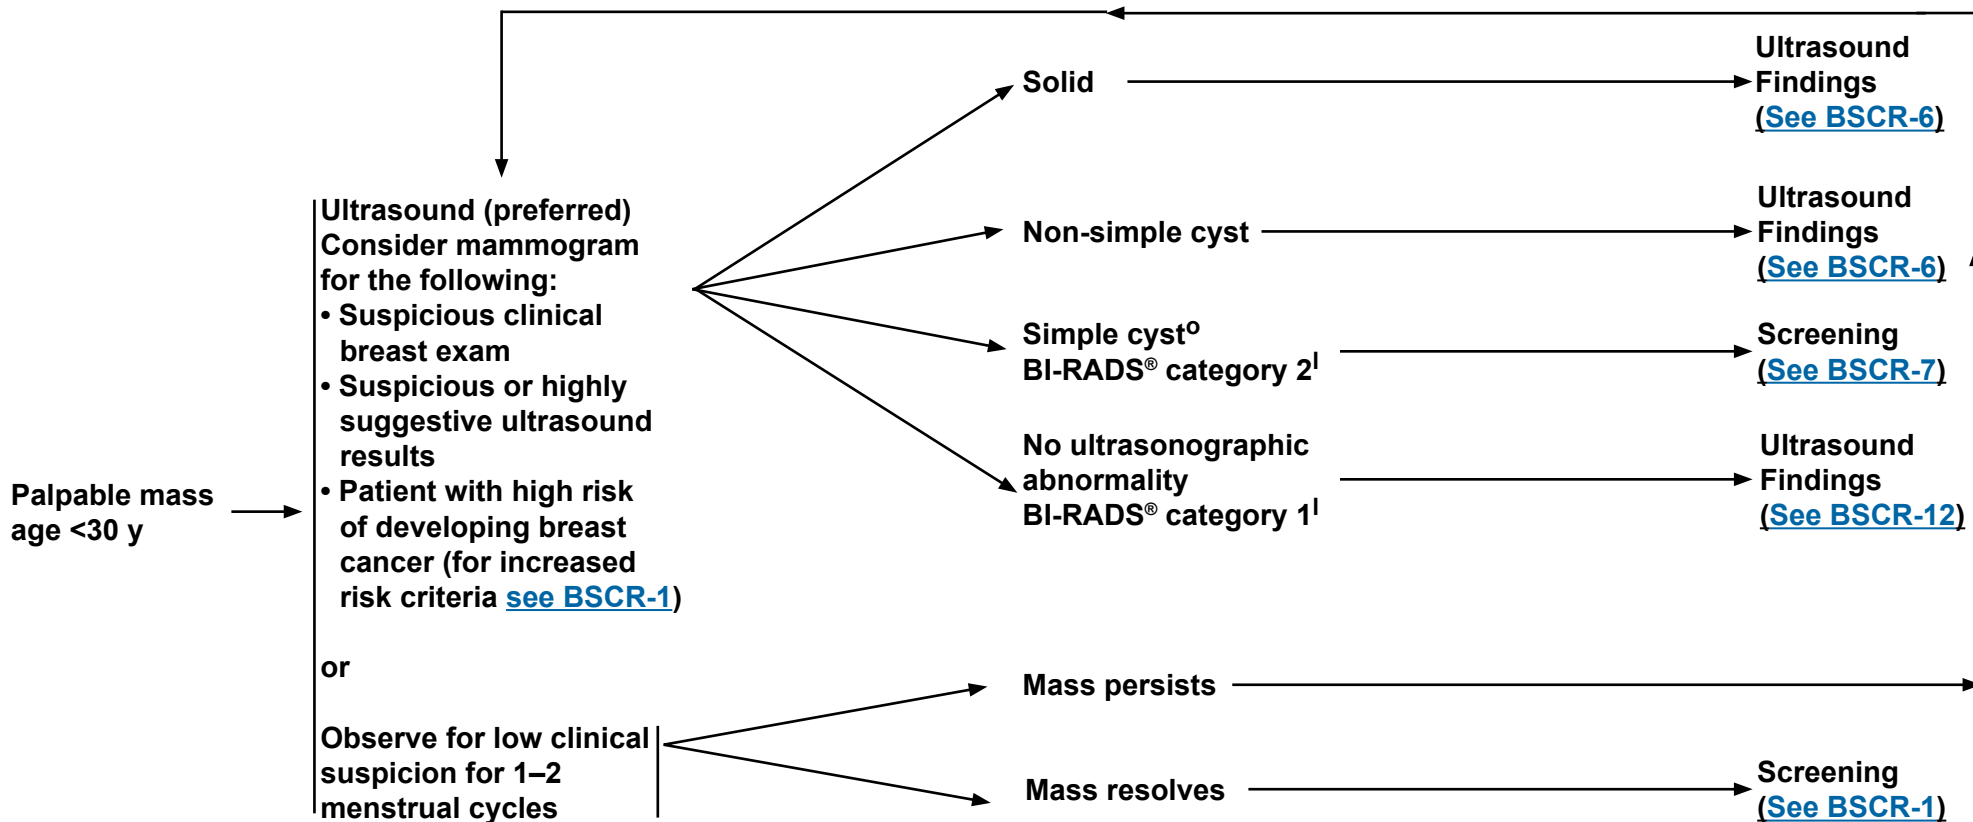 Palpable mass
age <30 y
Ultrasound (preferred)
Consider mammogram
for the following:
• Suspicious clinical
breast exam
• Suspicious or highly
suggestive ultrasound
results
• Patient with high risk
of developing breast
cancer (for increased
risk criteria see BSCR-1)
or
Observe for low clinical
suspicion for 1–2
menstrual cycles
Solid
Ultrasound
Findings
(See BSCR-6)
Non-simple cyst
Ultrasound
Findings
(See BSCR-6)
Simple cysto
BI-RADS® category 2l
Screening
(See BSCR-7)
No ultrasonographic
abnormality
BI-RADS® category 1l
Ultrasound
Findings
(See BSCR-12)
Mass persists
Mass resolves
Screening
(See BSCR-1)